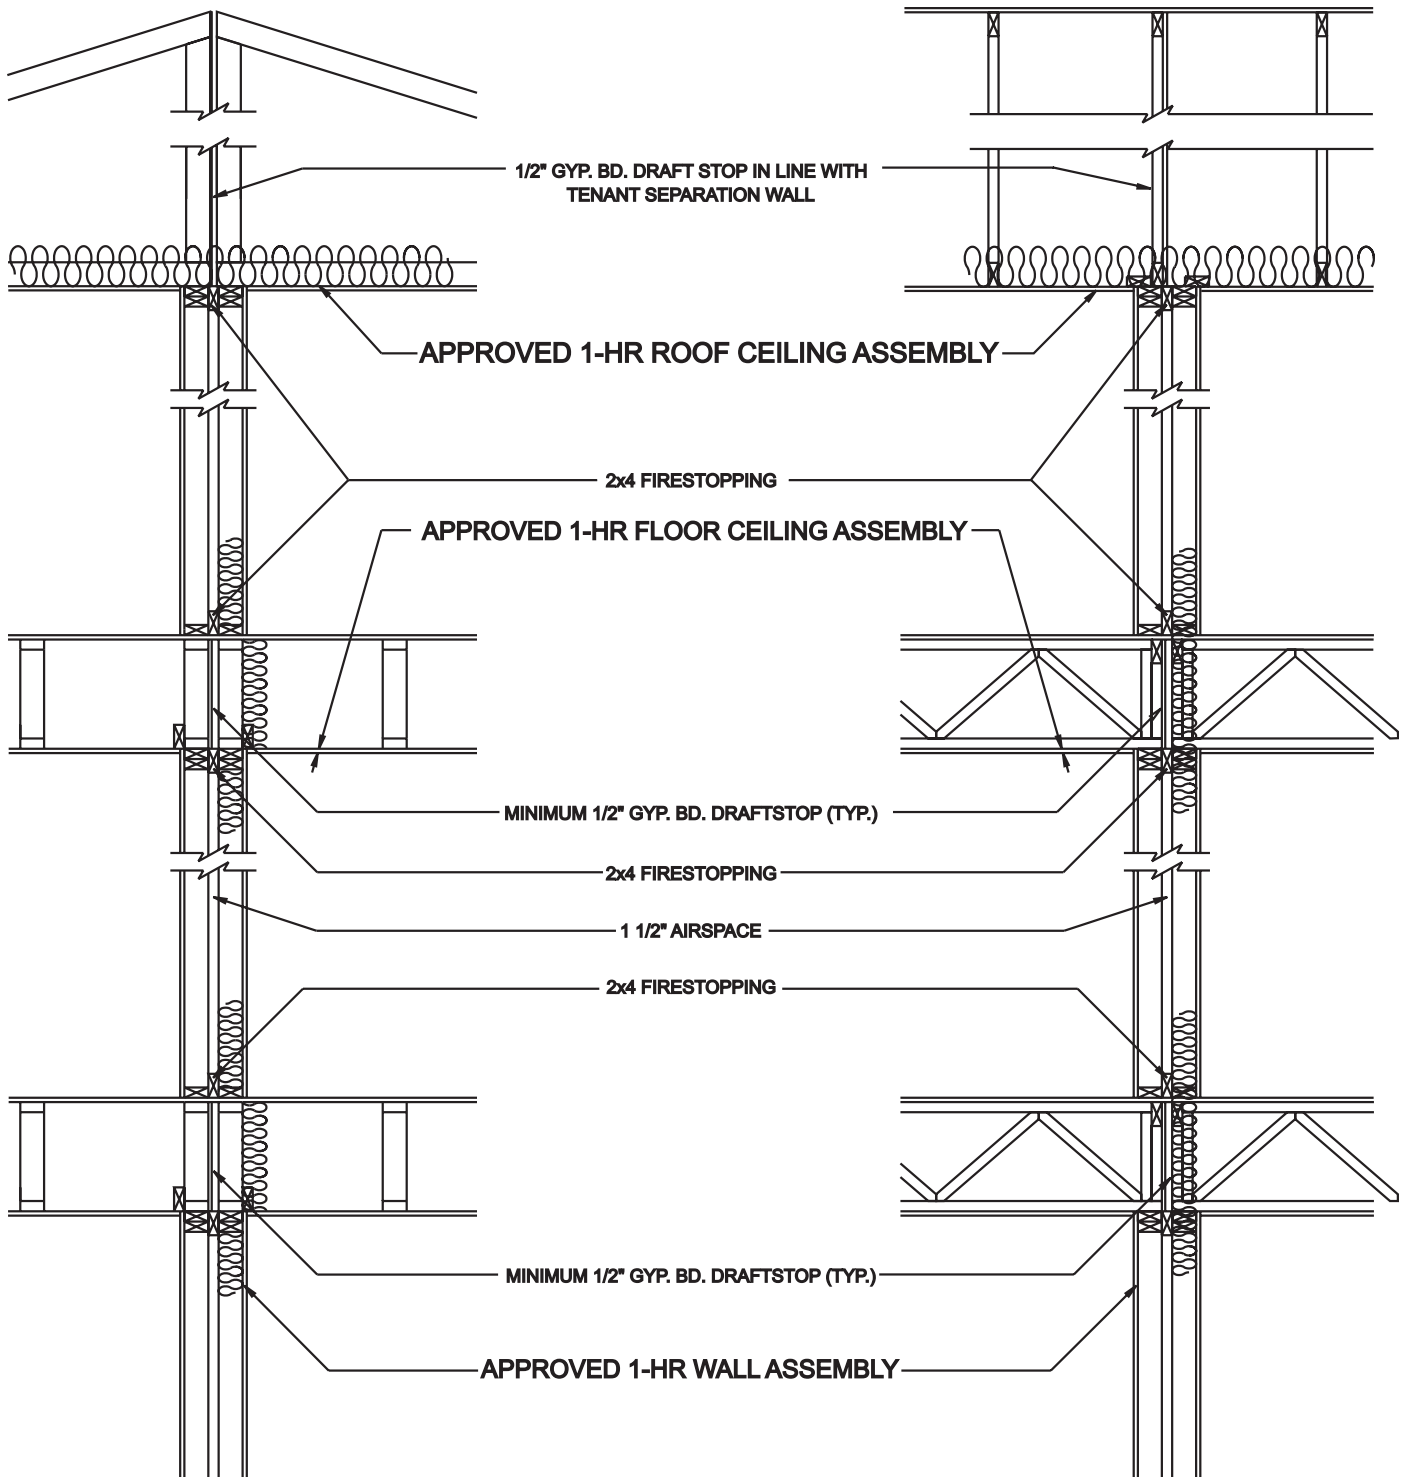 1/2" GYP. BD. DRAFT STOP IN LINE WITH
TENANT SEPARATION WALL
APPROVED 1-HR ROOF CEILING ASSEMBLY
2x4 FIRESTOPPING
APPROVED 1-HR FLOOR CEILING ASSEMBLY
MINIMUM 1/2" GYP. BD. DRAFTSTOP (TYP.)
2x4 FIRESTOPPING
1 1/2" AIRSPACE
2x4 FIRESTOPPING
MINIMUM 1/2" GYP. BD. DRAFTSTOP (TYP.)
APPROVED 1-HR WALL ASSEMBLY